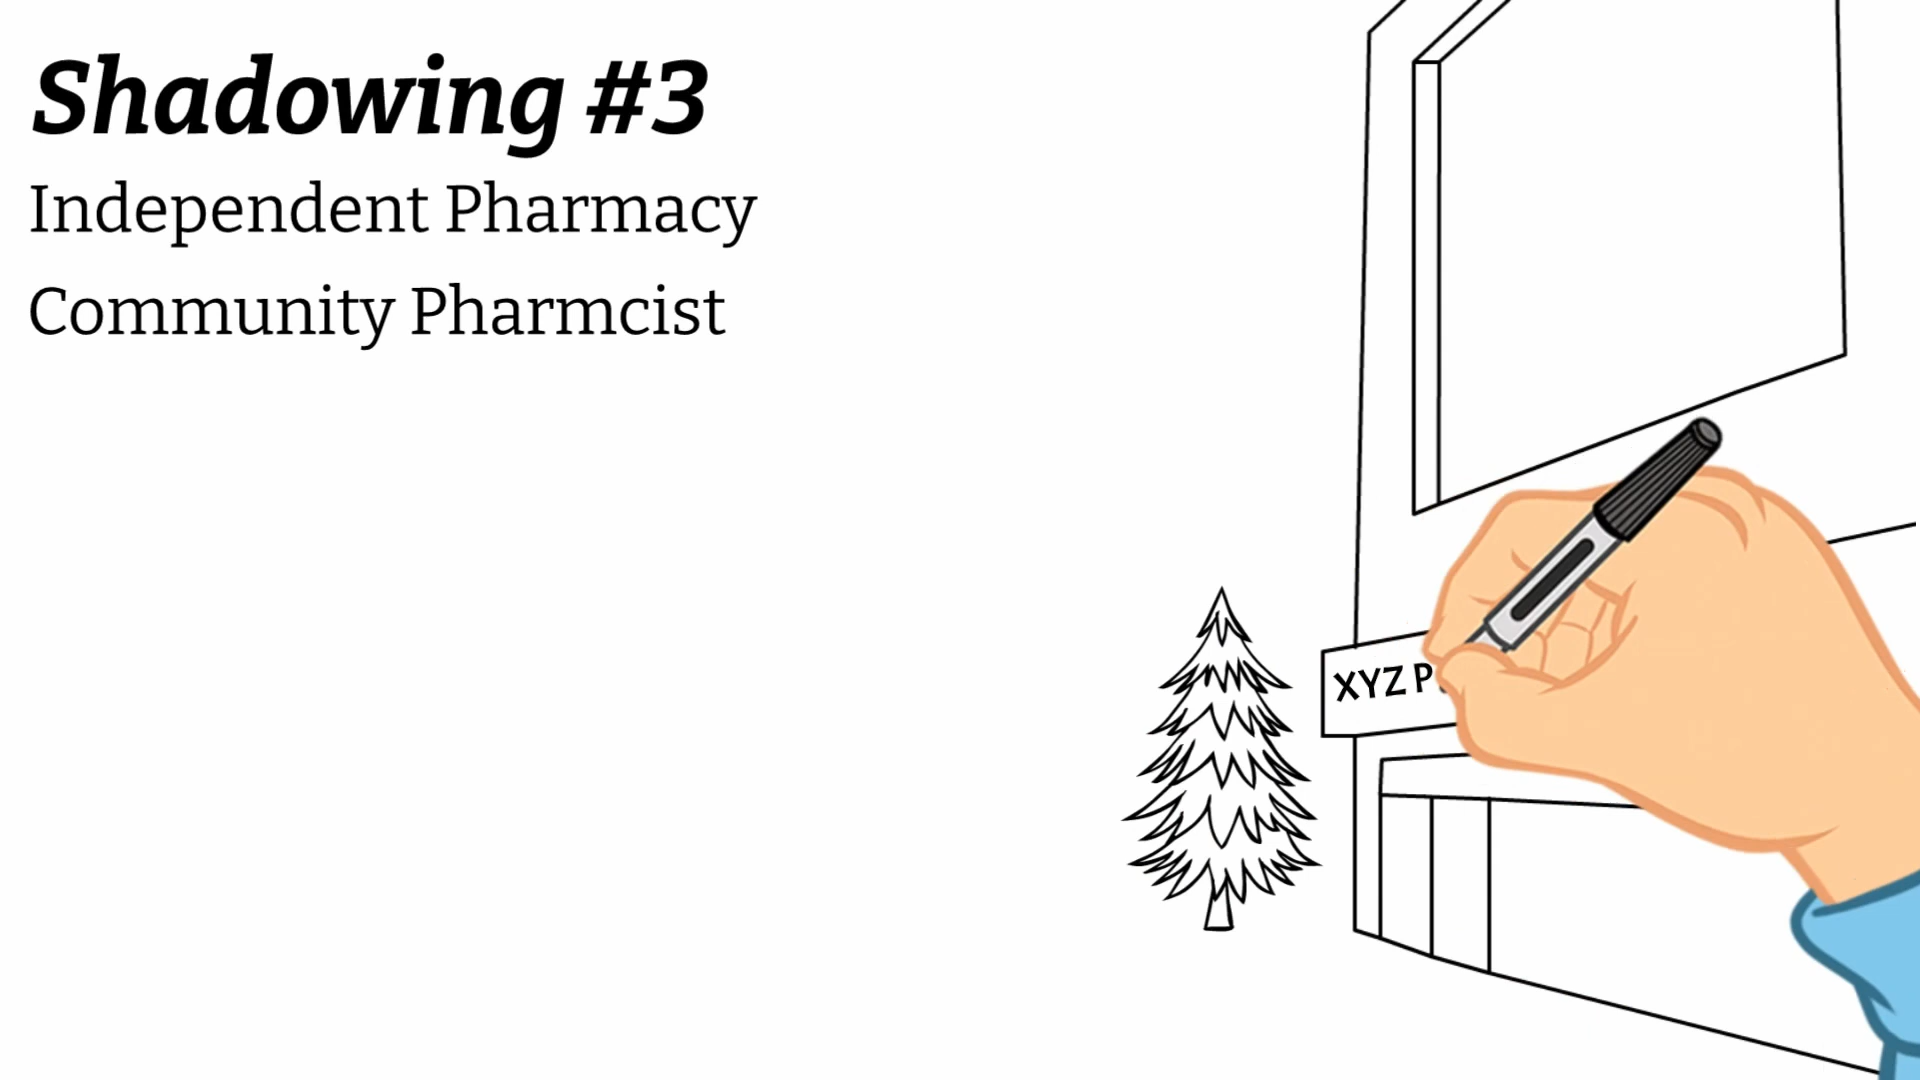 Shadowing #3
Independent Pharmacy
Community Pharmcist
XYZ P